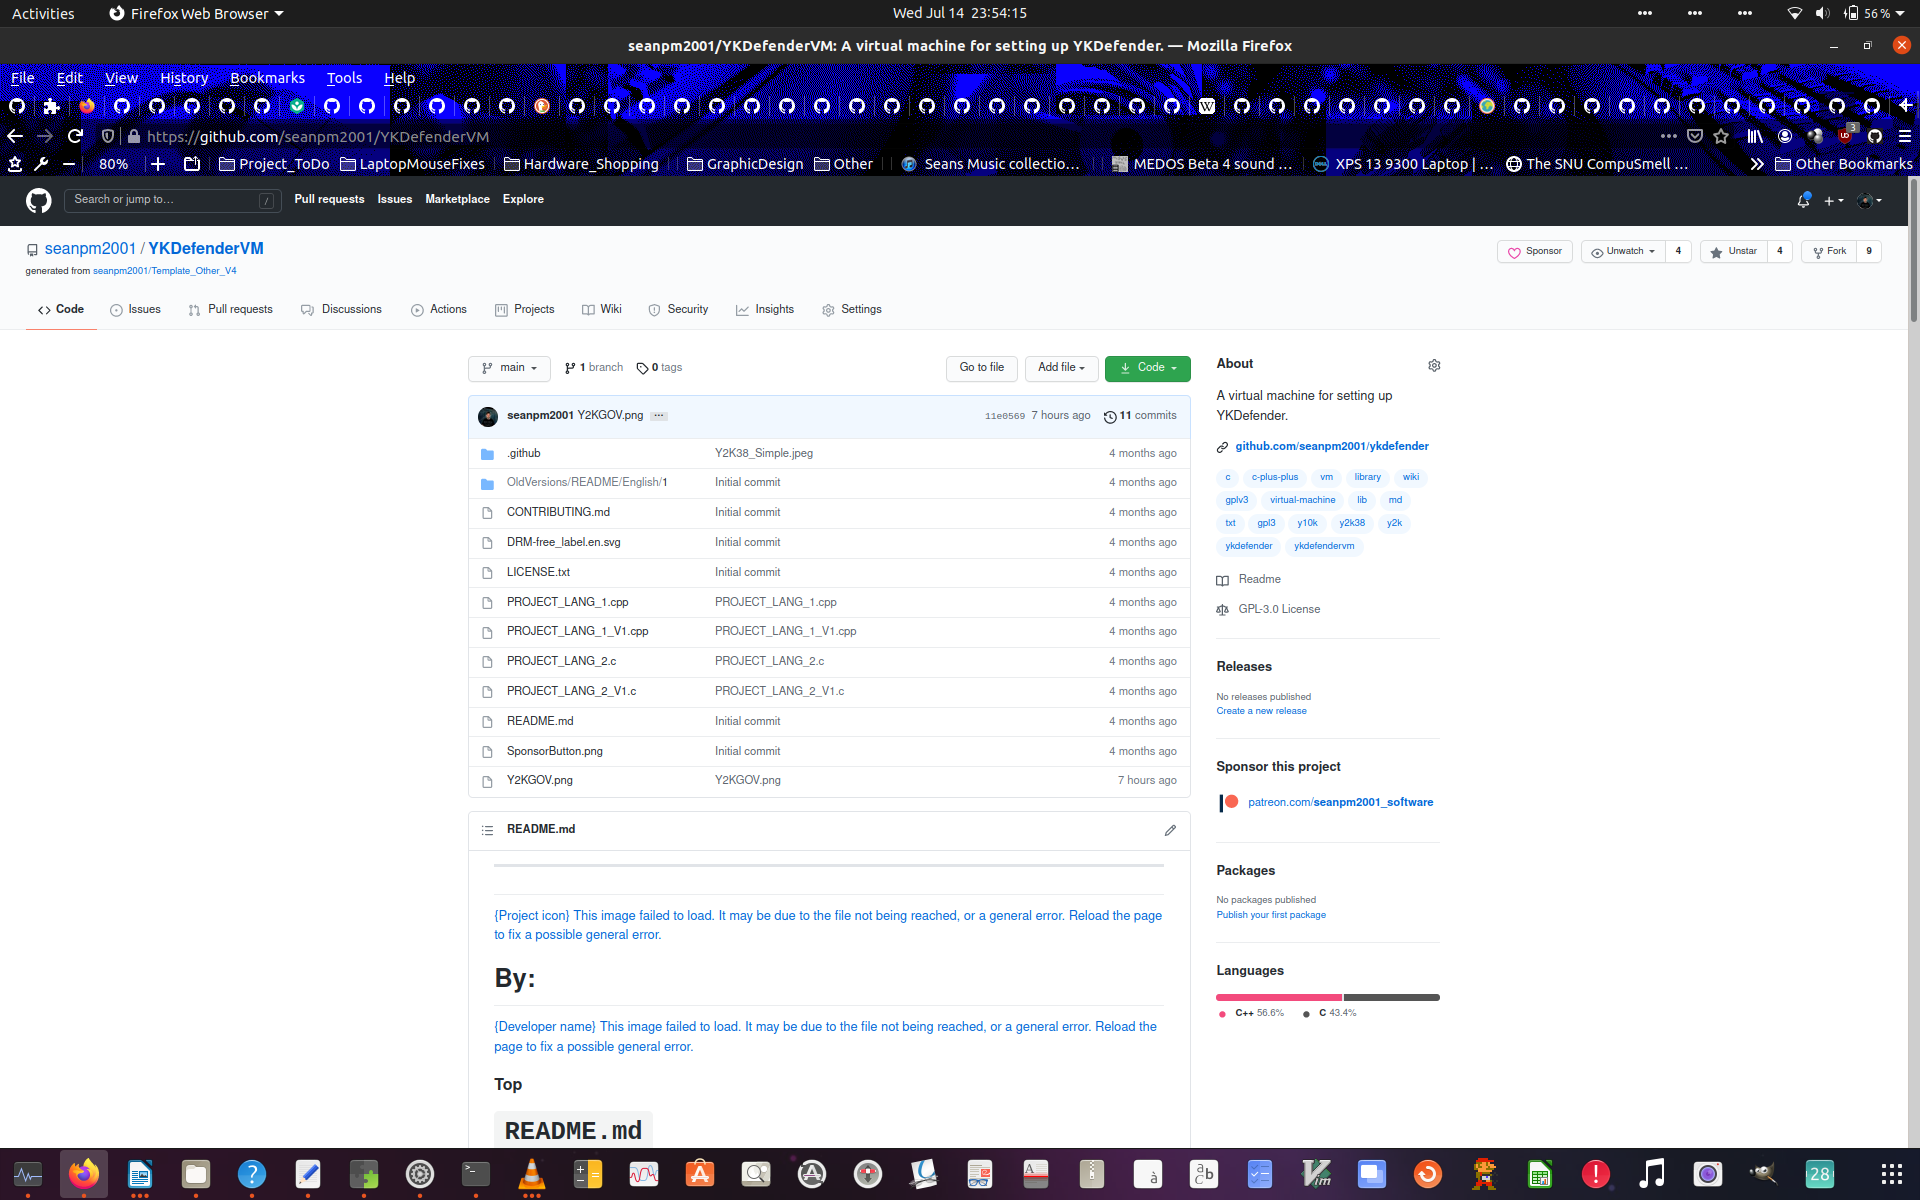 Activities Firefox Web Browser Wed Jul 14 23:54:15 56 %
seanpm2001/YKDefenderVM: A virtual machine for setting up YKDefender. — Mozilla Firefox
File Edit View History Bookmarks Tools Help
https://github.com/seanpm2001/YKDefenderVM 3
80% Project_ToDo LaptopMouseFixes Hardware_Shopping GraphicDesign Other Seans Music collectio… MEDOS Beta 4 sound … XPS 13 9300 Laptop | … The SNU CompuSmell … Other Bookmarks
Search or jump to… / Pull requests Issues Marketplace Explore
seanpm2001 / YKDefenderVM Sponsor Unwatch 4 Unstar 4 Fork 9
generated from seanpm2001/Template_Other_V4
Code Issues Pull requests Discussions Actions Projects Wiki Security Insights Settings
main 1 branch 0 tags Go to file Add file Code
seanpm2001 Y2KGOV.png 11e0569 7 hours ago 11 commits
.github Y2K38_Simple.jpeg 4 months ago
OldVersions/README/English/1 Initial commit 4 months ago
CONTRIBUTING.md Initial commit 4 months ago
DRM-free_label.en.svg Initial commit 4 months ago
LICENSE.txt Initial commit 4 months ago
PROJECT_LANG_1.cpp PROJECT_LANG_1.cpp 4 months ago
PROJECT_LANG_1_V1.cpp PROJECT_LANG_1_V1.cpp 4 months ago
PROJECT_LANG_2.c PROJECT_LANG_2.c 4 months ago
PROJECT_LANG_2_V1.c PROJECT_LANG_2_V1.c 4 months ago
README.md Initial commit 4 months ago
SponsorButton.png Initial commit 4 months ago
Y2KGOV.png Y2KGOV.png 7 hours ago
README.md
{Project icon} This image failed to load. It may be due to the file not being reached, or a general error. Reload the page
to fix a possible general error.
By:
{Developer name} This image failed to load. It may be due to the file not being reached, or a general error. Reload the
page to fix a possible general error.
Top
README.md
About
A virtual machine for setting up
YKDefender.
github.com/seanpm2001/ykdefender
c c-plus-plus vm library wiki
gplv3 virtual-machine lib md
txt gpl3 y10k y2k38 y2k
ykdefender ykdefendervm
Readme
GPL-3.0 License
Releases
No releases published
Create a new release
Sponsor this project
patreon.com/seanpm2001_software
Packages
No packages published
Publish your first package
Languages
C++ 56.6% C 43.4%
28